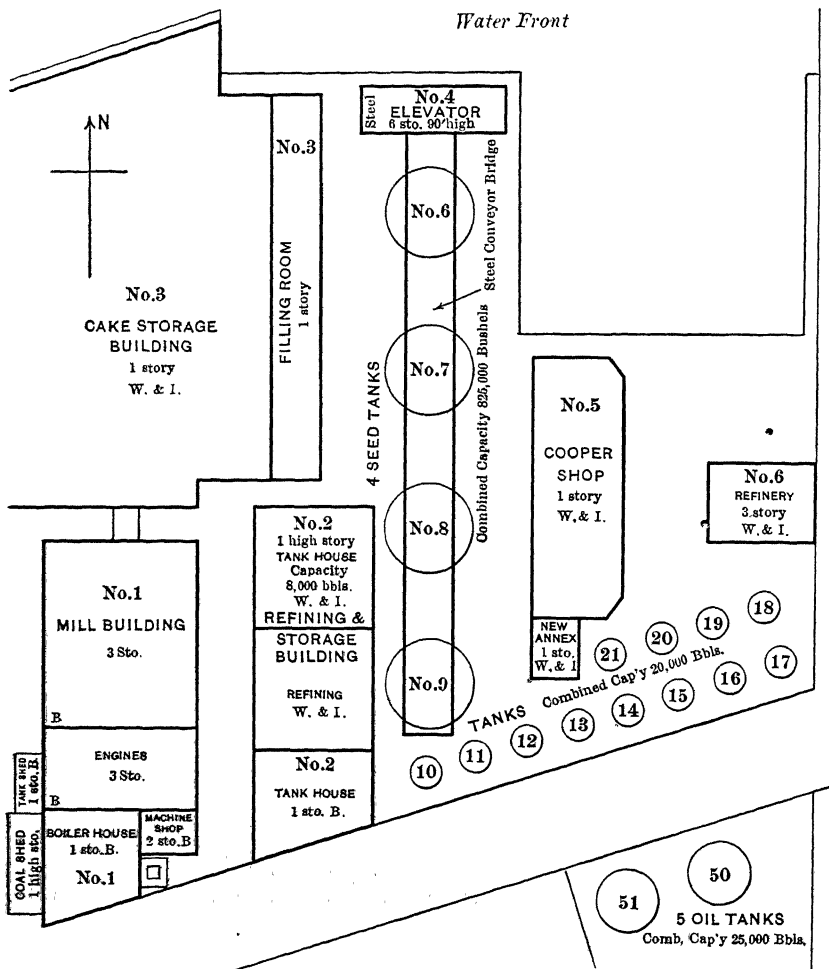 Water Front
N
No.3
CAKE STORAGE
BUILDING
1 story
W. & I.
No.3
FILLING ROOM
1 story
Steel
No.4
ELEVATOR
6 sto. 90'high
No.6
Steel Conveyor Bridge
No.7
4 SEED TANKS
Combined Capacity 825,000 Bushels
No.8
No.9
No.5
COOPER
SHOP
1 story
W. & I.
No.6
REFINERY
3.story
W. & I.
NEW
ANNEX
1 sto.
W. & I
No.2
1 high story
TANK HOUSE
Capacity
8,000 bbls.
W. & I.
REFINING &
STORAGE
BUILDING
REFINING
W. & I.
No.2
TANK HOUSE
1 sto. B.
No.1
MILL BUILDING
3 Sto.
B
ENGINES
3 Sto.
B
TANK SHED
1 sto. B.
COAL SHED
1 high sto.
BOILER HOUSE
1 sto.B.
No.1
MACHINE
SHOP
2 sto.B
21
20
19
18
TANKS Combined Cap'y 20,000 Bbls.
10
11
12
13
14
15
16
17
51
50
5 OIL TANKS
Comb, Cap'y 25,000 Bbls.